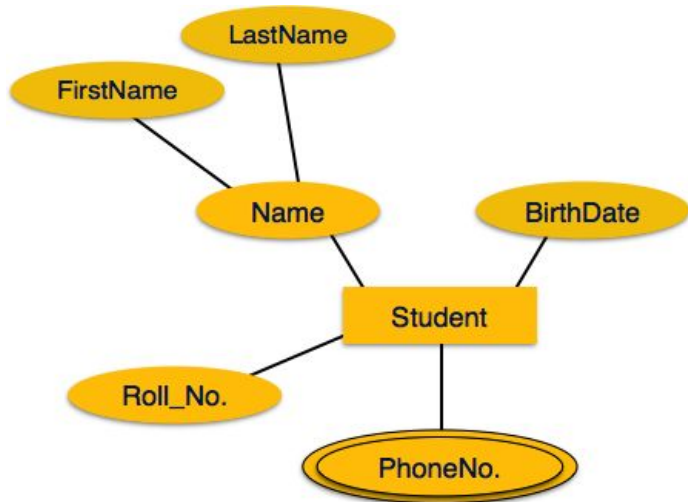 LastName
FirstName
Name
BirthDate
Student
Roll_No.
PhoneNo.